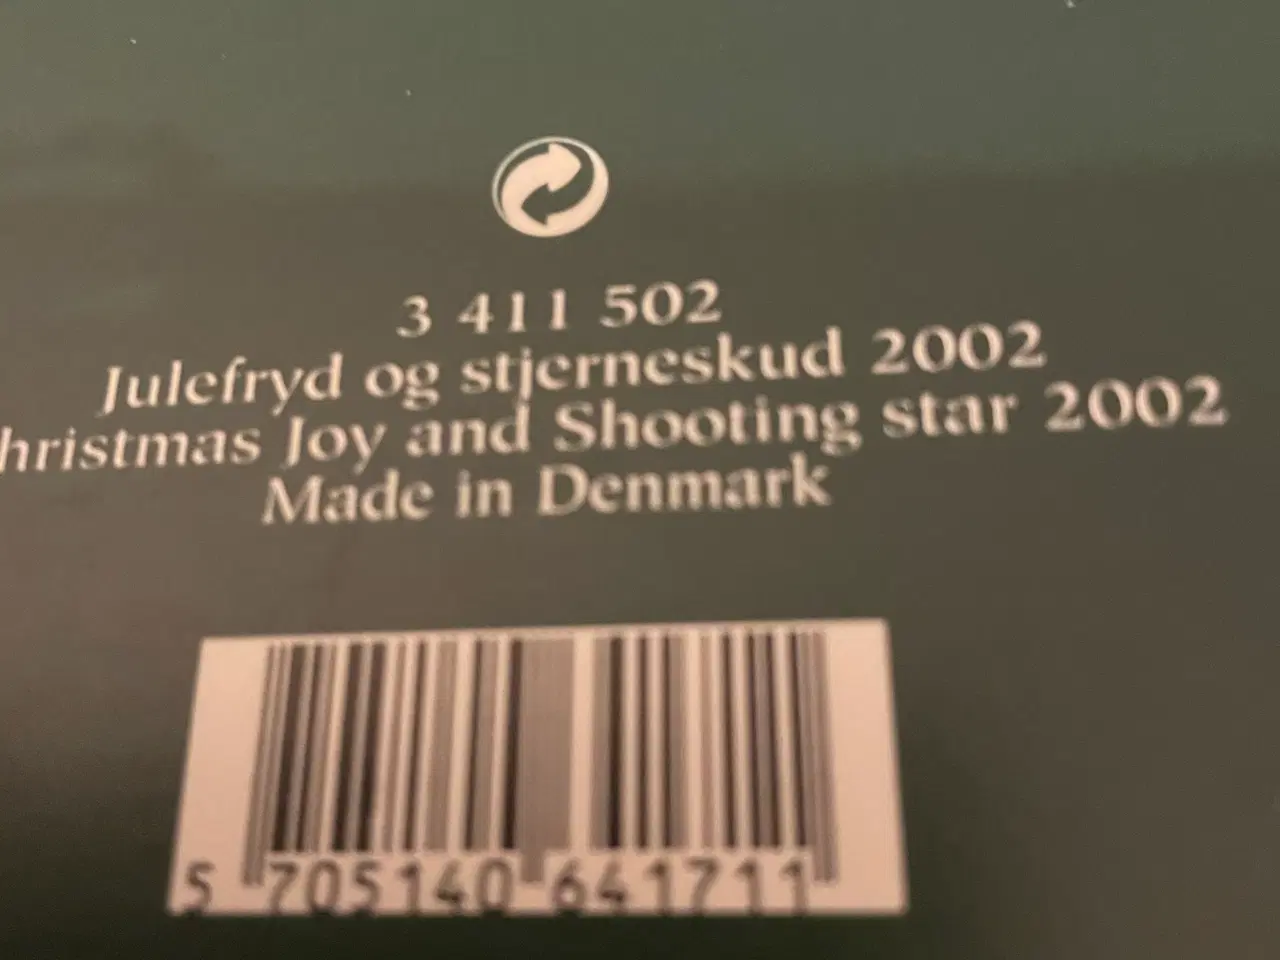 3 411 502
Julefryd og stjerneskud 2002
hristmas Joy and Shooting star 2002
Made in Denmark
5 705140 641711